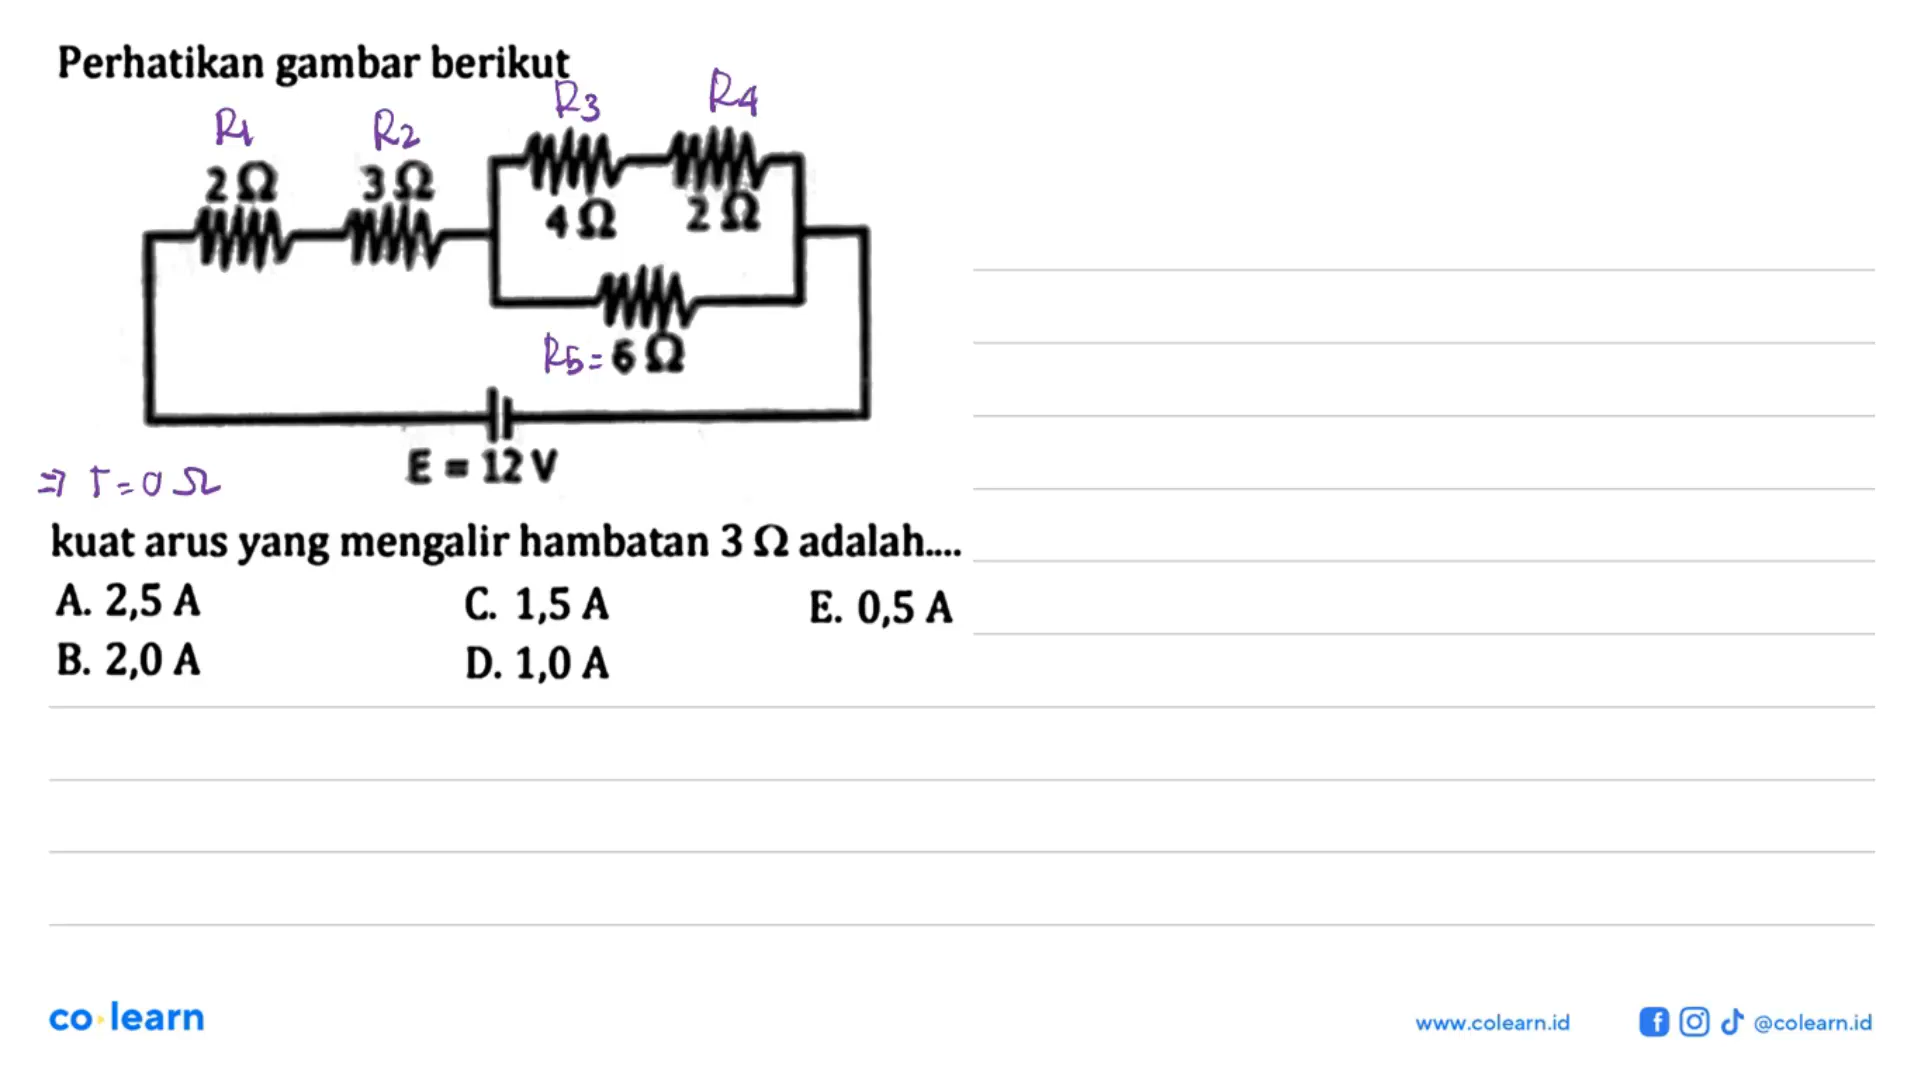 Perhatikan gambar berikut
R1 R2 R3 R4
2 Ω 3 Ω
4 Ω 2 Ω
R5 = 6 Ω
E = 12 V
⇒ r = 0 Ω
kuat arus yang mengalir hambatan 3 Ω adalah....
A. 2,5 A C. 1,5 A E. 0,5 A
B. 2,0 A D. 1,0 A
co learn
www.colearn.id @colearn.id